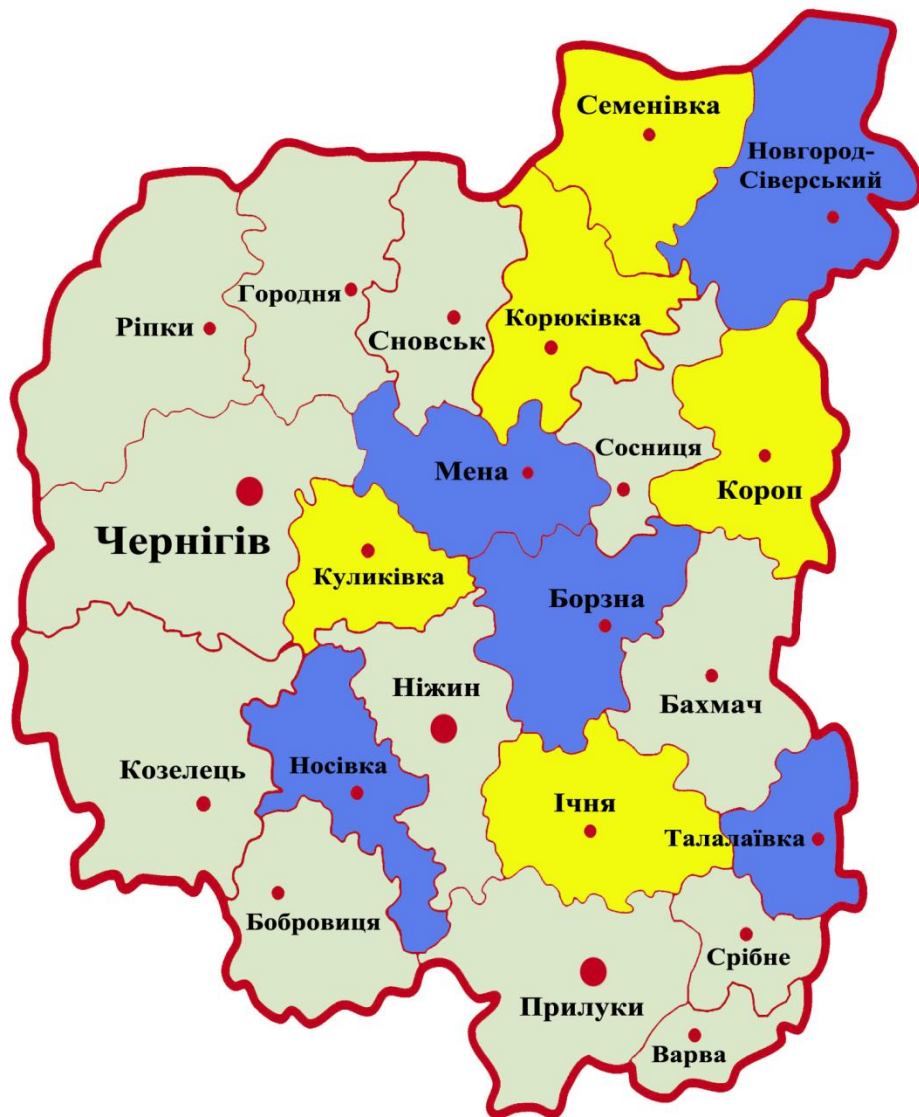 Семенівка
Новгород-
Сіверський
Городня
Ріпки
Сновськ
Корюківка
Сосниця
Мена
Короп
Чернігів
Куликівка
Борзна
Ніжин
Бахмач
Козелець
Носівка
Ічня
Талалаївка
Бобровиця
Срібне
Прилуки
Варва